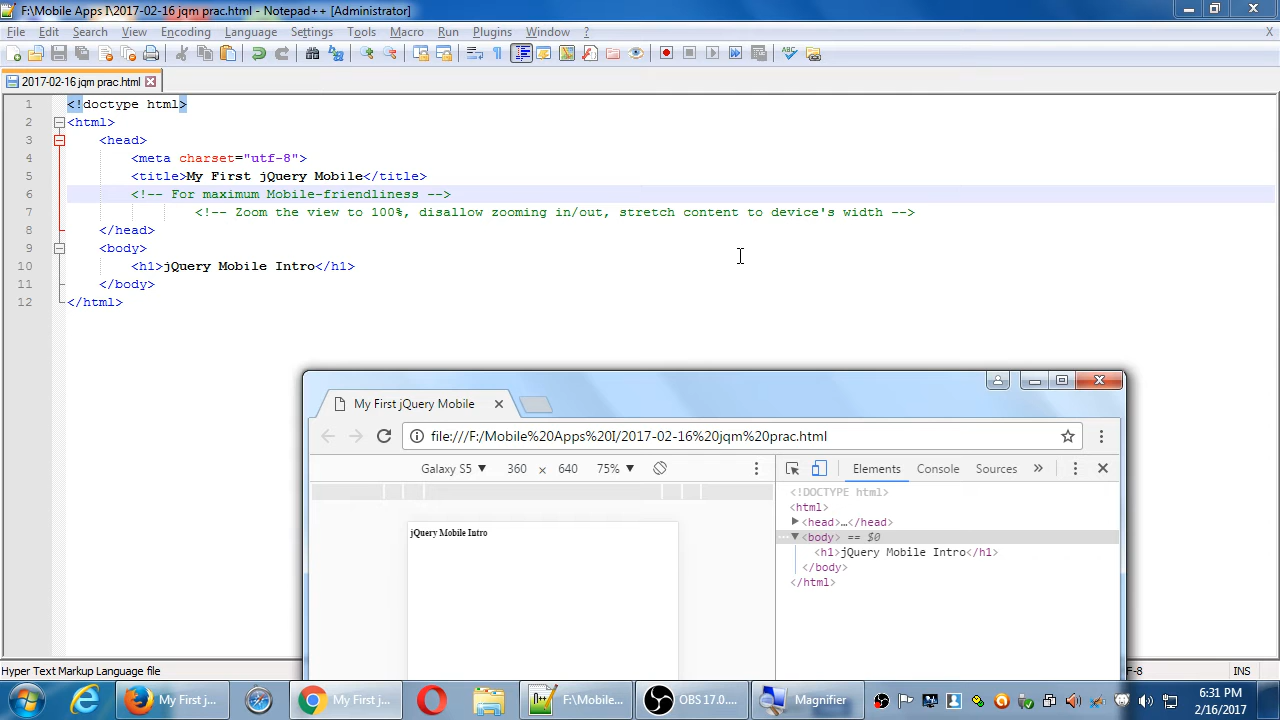 F:\Mobile Apps I\2017-02-16 jqm prac.html - Notepad++ [Administrator]
File Edit Search View Encoding Language Settings Tools Macro Run Plugins Window ? X
2017-02-16 jqm prac.html
1 <!doctype html>
2 <html>
3 <head>
4 <meta charset="utf-8">
5 <title>My First jQuery Mobile</title>
6 <!-- For maximum Mobile-friendliness -->
7 <!-- Zoom the view to 100%, disallow zooming in/out, stretch content to device's width -->
8 </head>
9 <body>
10 <h1>jQuery Mobile Intro</h1>
11 </body>
12 </html>
My First jQuery Mobile
file:///F:/Mobile%20Apps%20I/2017-02-16%20jqm%20prac.html
Galaxy S5 ▼ 360 × 640 75% ▼
Elements Console Sources »
jQuery Mobile Intro
<!DOCTYPE html>
<html>
<head>…</head>
<body> == $0
<h1>jQuery Mobile Intro</h1>
</body>
</html>
Hyper Text Markup Language file
F-8 INS
My First j...
My First j...
F:\Mobile...
OBS 17.0....
Magnifier
6:31 PM
2/16/2017